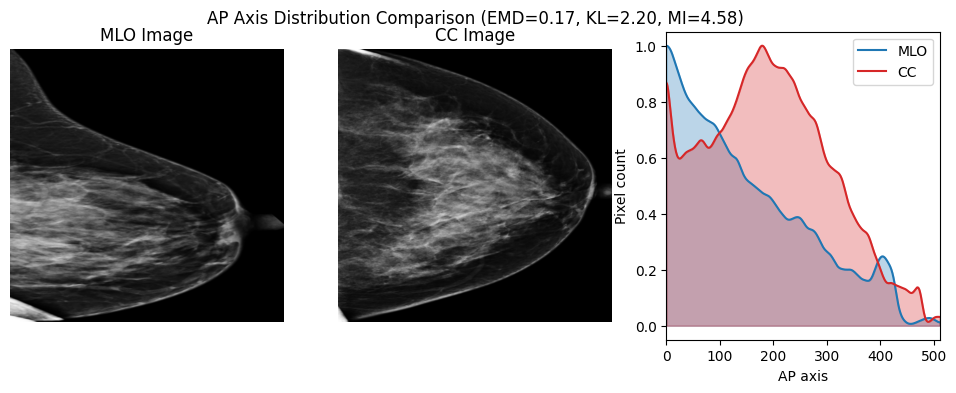 AP Axis Distribution Comparison (EMD=0.17, KL=2.20, MI=4.58)
MLO Image
CC Image
MLO
CC
Pixel count
1.0
0.8
0.6
0.4
0.2
0.0
0 100 200 300 400 500
AP axis